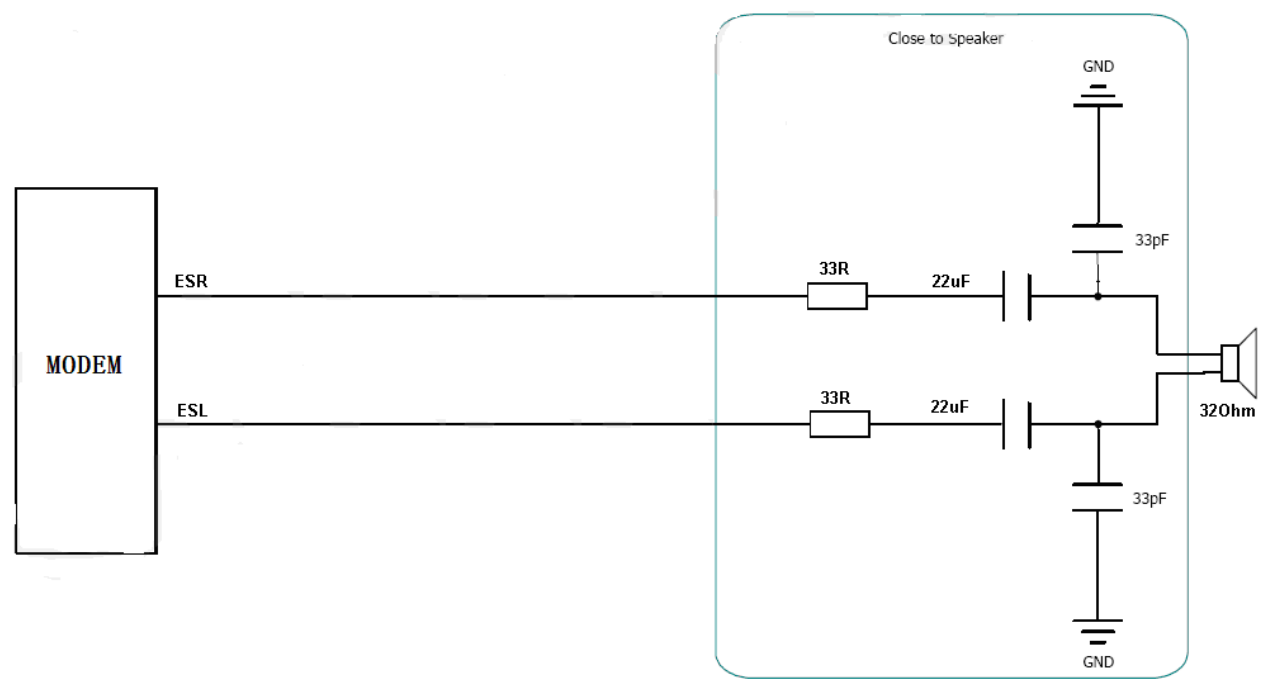 Close to Speaker
GND
33pF
ESR
33R
22uF
MODEM
ESL
33R
22uF
32Ohm
33pF
GND